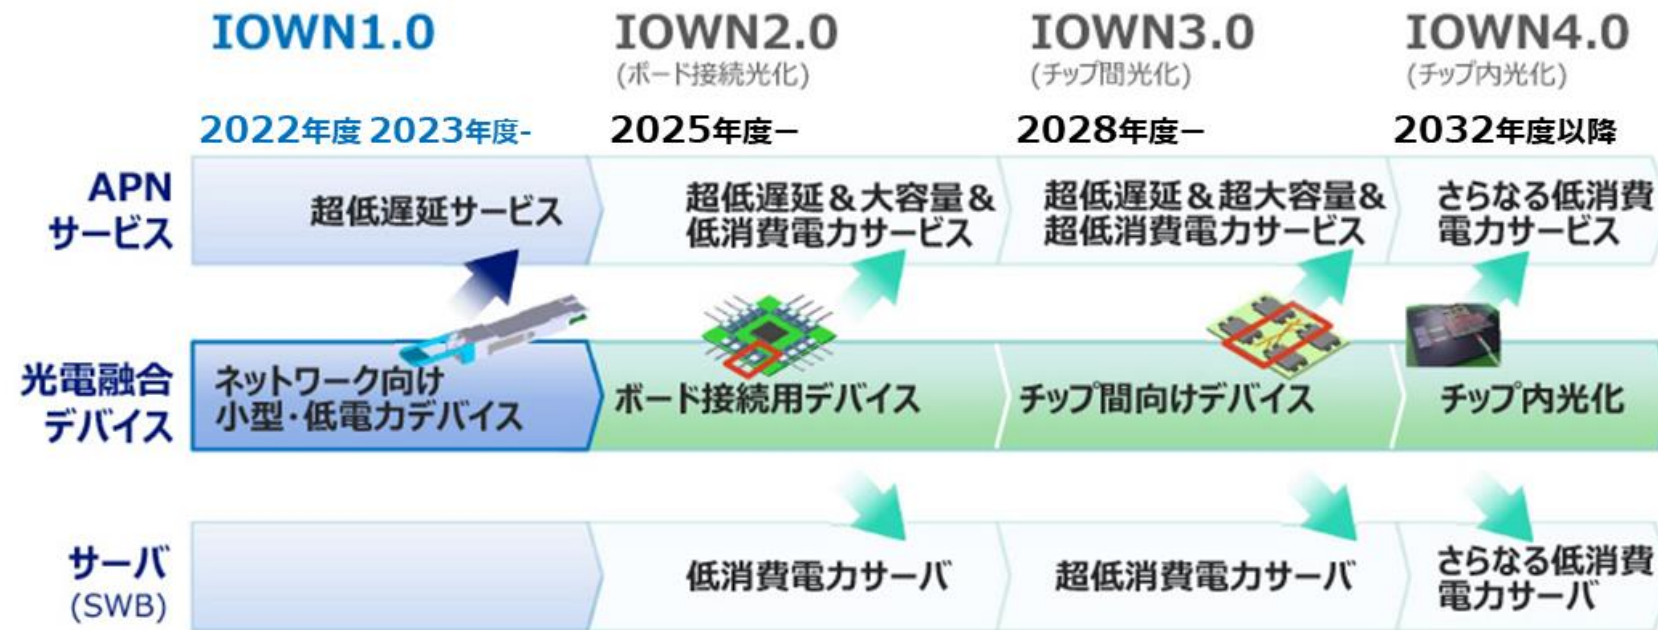 IOWN1.0
IOWN2.0
IOWN3.0
IOWN4.0
(ボード接続光化)
(チップ間光化)
(チップ内光化)
2022年度 2023年度-
2025年度ー
2028年度ー
2032年度以降
APN
サービス
超低遅延サービス
超低遅延&大容量&
低消費電力サービス
超低遅延&超大容量&
超低消費電力サービス
さらなる低消費
電力サービス
光電融合
デバイス
ネットワーク向け
小型・低電力デバイス
ボード接続用デバイス
チップ間向けデバイス
チップ内光化
サーバ
(SWB)
低消費電力サーバ
超低消費電力サーバ
さらなる低消費
電力サーバ